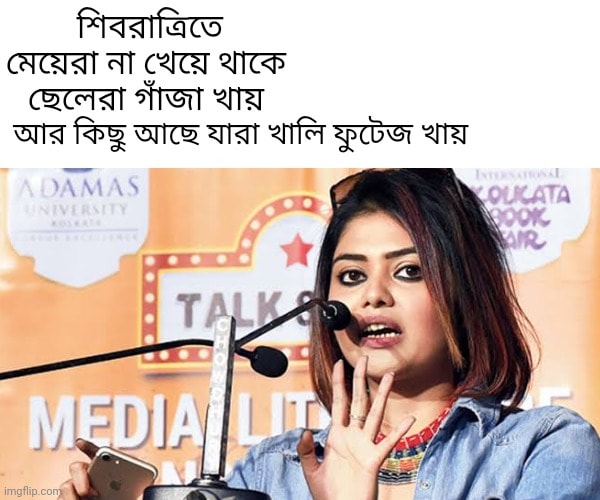 শিবরাত্রিতে
মেয়েরা না খেয়ে থাকে
ছেলেরা গাঁজা খায়
আর কিছু আছে যারা খালি ফুটেজ খায়
ADAMAS
UNIVERSITY
KOLKATA
INTERNATIONAL
KOLKATA
BOOK
FAIR
TALK
MEDIA LIT
imgflip.com